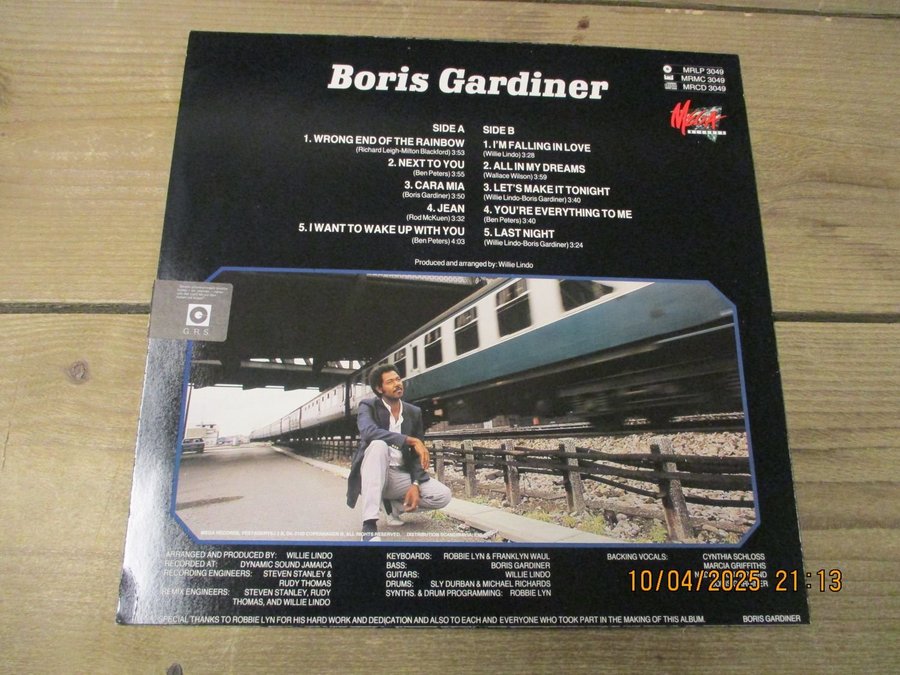 Boris Gardiner
MRLP 3049
MRMC 3049
MRCD 3049
MEGA
RECORDS
SIDE A
1. WRONG END OF THE RAINBOW
(Richard Leigh-Milton Blackford) 3:53
2. NEXT TO YOU
(Ben Peters) 3:55
3. CARA MIA
(Boris Gardiner) 3:50
4. JEAN
(Rod McKuen) 3:32
5. I WANT TO WAKE UP WITH YOU
(Ben Peters) 4:03
SIDE B
1. I'M FALLING IN LOVE
(Willie Lindo) 3:28
2. ALL IN MY DREAMS
(Wallace Wilson) 3:59
3. LET'S MAKE IT TONIGHT
(Willie Lindo-Boris Gardiner) 3:40
4. YOU'RE EVERYTHING TO ME
(Ben Peters) 3:40
5. LAST NIGHT
(Willie Lindo-Boris Gardiner) 3:24
Produced and arranged by: Willie Lindo
G.R.S.
ARRANGED AND PRODUCED BY: WILLIE LINDO
RECORDED AT: DYNAMIC SOUND JAMAICA
RECORDING ENGINEERS: STEVEN STANLEY &
RUDY THOMAS
REMIX ENGINEERS: STEVEN STANLEY, RUDY
THOMAS, AND WILLIE LINDO
KEYBOARDS: ROBBIE LYN & FRANKLYN WAUL
BASS: BORIS GARDINER
GUITARS: WILLIE LINDO
DRUMS: SLY DURBAN & MICHAEL RICHARDS
SYNTHS. & DRUM PROGRAMMING: ROBBIE LYN
BACKING VOCALS: CYNTHIA SCHLOSS
MARCIA GRIFFITHS
10/04/2025 21:13
SPECIAL THANKS TO ROBBIE LYN FOR HIS HARD WORK AND DEDICATION AND ALSO TO EACH AND EVERYONE WHO TOOK PART IN THE MAKING OF THIS ALBUM. BORIS GARDINER